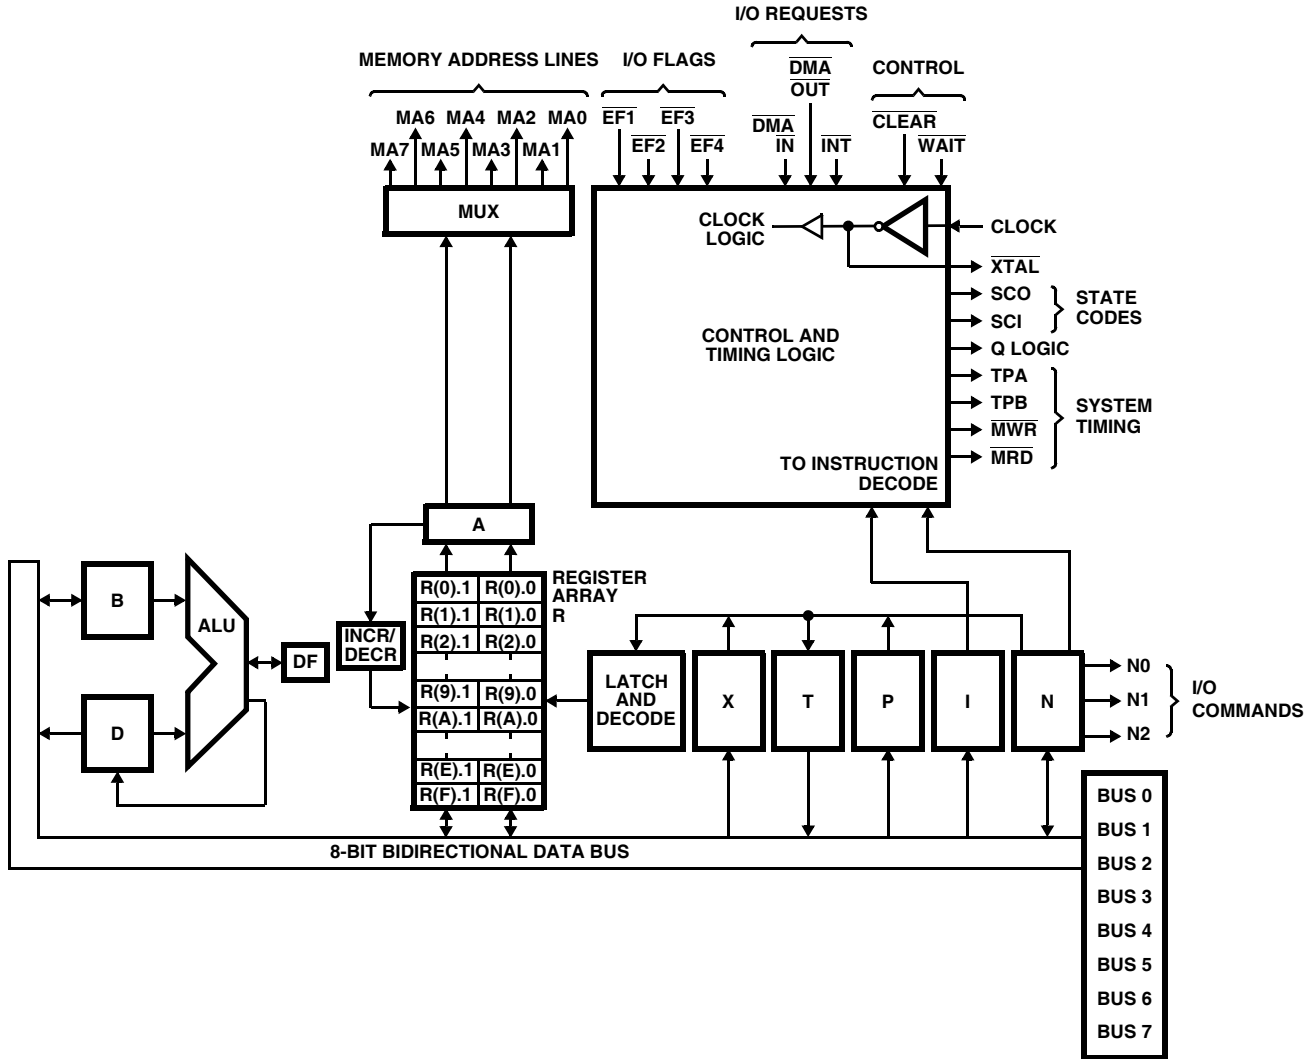 I/O REQUESTS
MEMORY ADDRESS LINES
I/O FLAGS
DMA
OUT
CONTROL
MA6 MA4 MA2 MA0
EF1 EF3
DMA
IN
CLEAR
MA7 MA5 MA3 MA1
EF2 EF4
INT
WAIT
MUX
CLOCK
LOGIC
CLOCK
XTAL
SCO
SCI
STATE
CODES
CONTROL AND
TIMING LOGIC
Q LOGIC
TPA
TPB
MWR
MRD
SYSTEM
TIMING
TO INSTRUCTION
DECODE
A
REGISTER
ARRAY
R
R(0).1 R(0).0
R(1).1 R(1).0
R(2).1 R(2).0
R(9).1 R(9).0
R(A).1 R(A).0
R(E).1 R(E).0
R(F).1 R(F).0
B
ALU
DF
INCR/
DECR
D
LATCH
AND
DECODE
X
T
P
I
N
N0
N1
N2
I/O
COMMANDS
8-BIT BIDIRECTIONAL DATA BUS
BUS 0
BUS 1
BUS 2
BUS 3
BUS 4
BUS 5
BUS 6
BUS 7